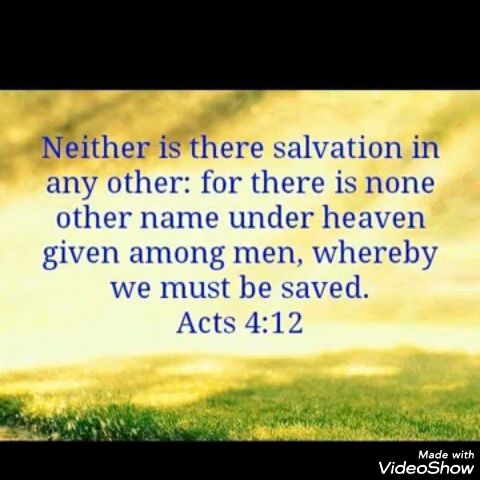 Neither is there salvation in
any other: for there is none
other name under heaven
given among men, whereby
we must be saved.
Acts 4:12
Made with
VideoShow